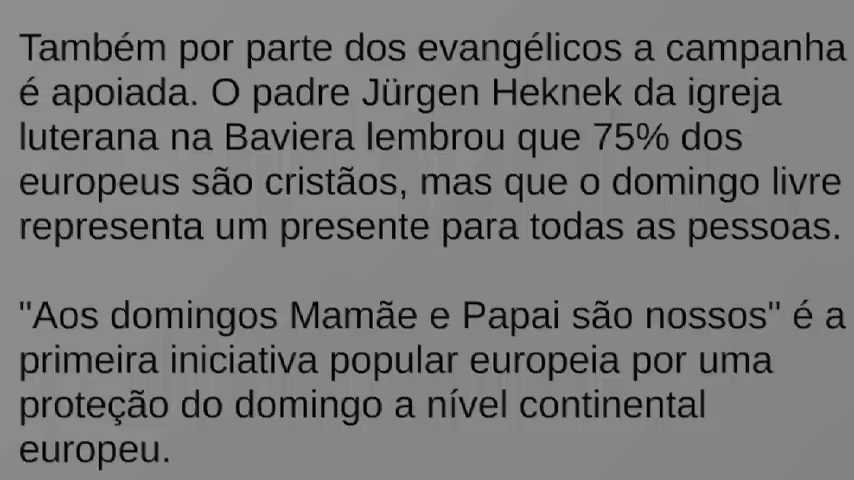 Também por parte dos evangélicos a campanha
é apoiada. O padre Jürgen Heknek da igreja
luterana na Baviera lembrou que 75% dos
europeus são cristãos, mas que o domingo livre
representa um presente para todas as pessoas.
"Aos domingos Mamãe e Papai são nossos" é a
primeira iniciativa popular europeia por uma
proteção do domingo a nível continental
europeu.